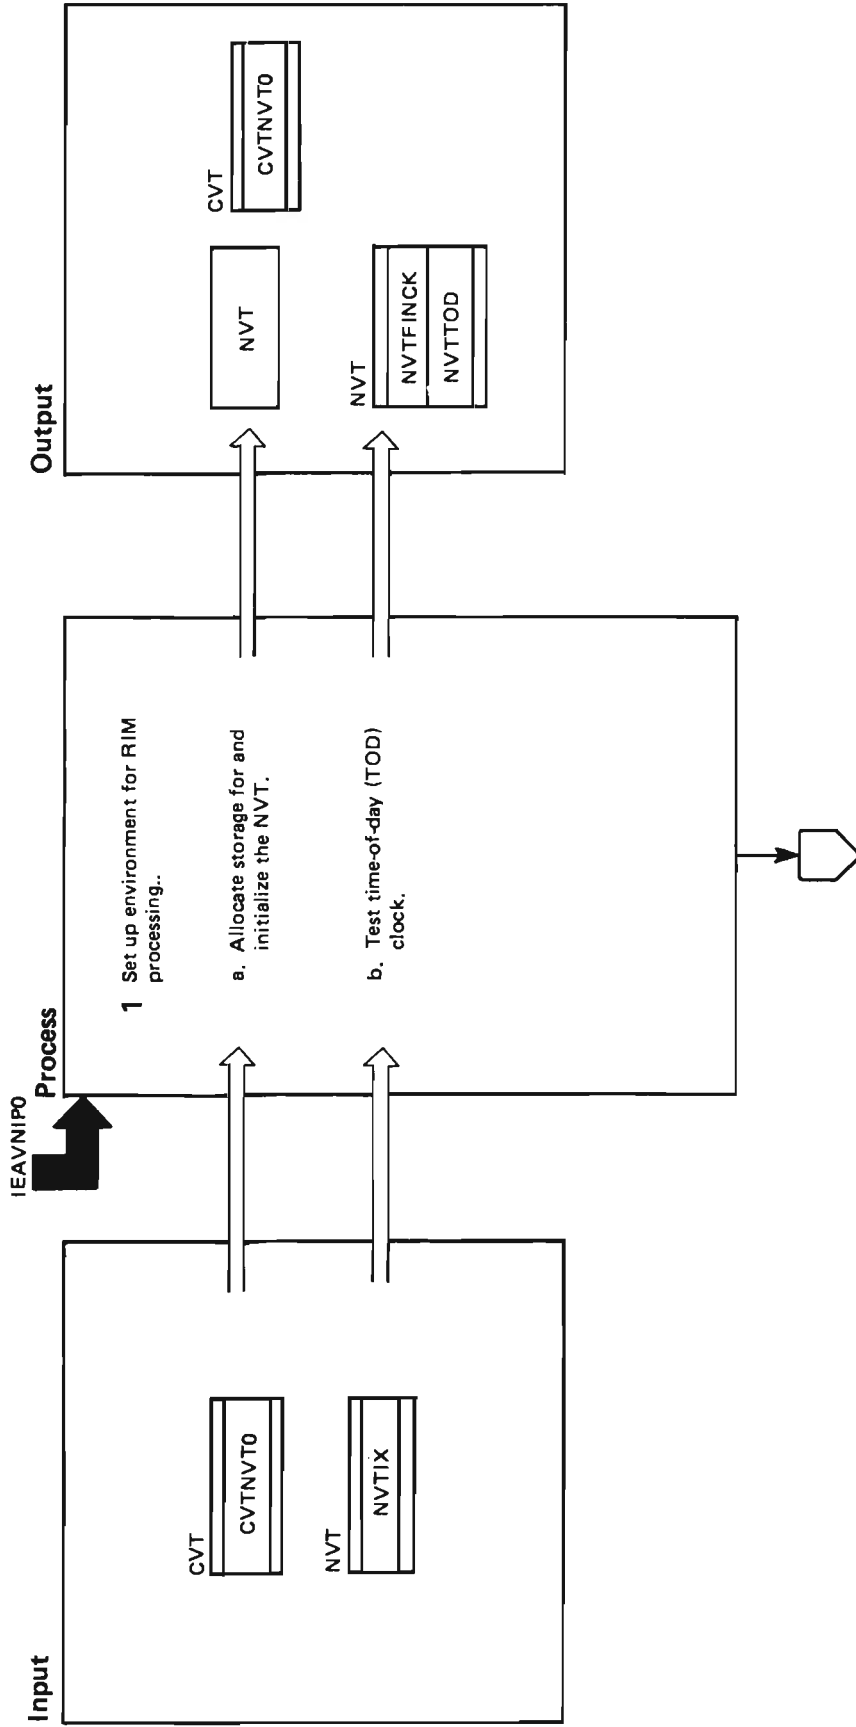 Input
CVT
CVTNVT0
NVT
NVTIX
IEAVNIP0
Process
1 Set up environment for RIM
processing..
a. Allocate storage for and
initialize the NVT.
b. Test time-of-day (TOD)
clock.
Output
NVT
CVT
CVTNVT0
NVT
NVTFINCK
NVTTOD